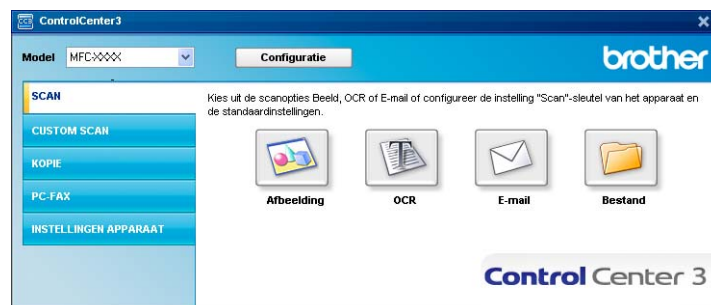 ControlCenter3
Model MFC-XXXX Configuratie brother
SCAN
Kies uit de scanopties Beeld, OCR of E-mail of configureer de instelling "Scan"-sleutel van het apparaat en
de standaardinstellingen.
CUSTOM SCAN
KOPIE
PC-FAX
INSTELLINGEN APPARAAT
Afbeelding OCR E-mail Bestand
Control Center 3